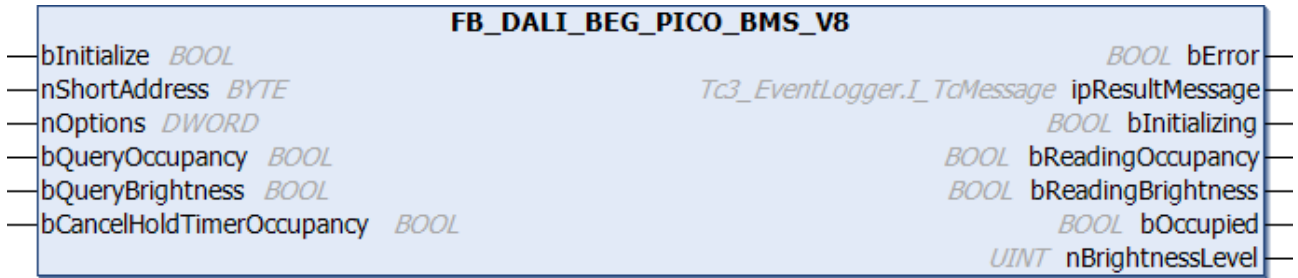 FB_DALI_BEG_PICO_BMS_V8
bInitialize BOOL BOOL bError
nShortAddress BYTE Tc3_EventLogger.I_TcMessage ipResultMessage
nOptions DWORD BOOL bInitializing
bQueryOccupancy BOOL BOOL bReadingOccupancy
bQueryBrightness BOOL BOOL bReadingBrightness
bCancelHoldTimerOccupancy BOOL BOOL bOccupied
UINT nBrightnessLevel